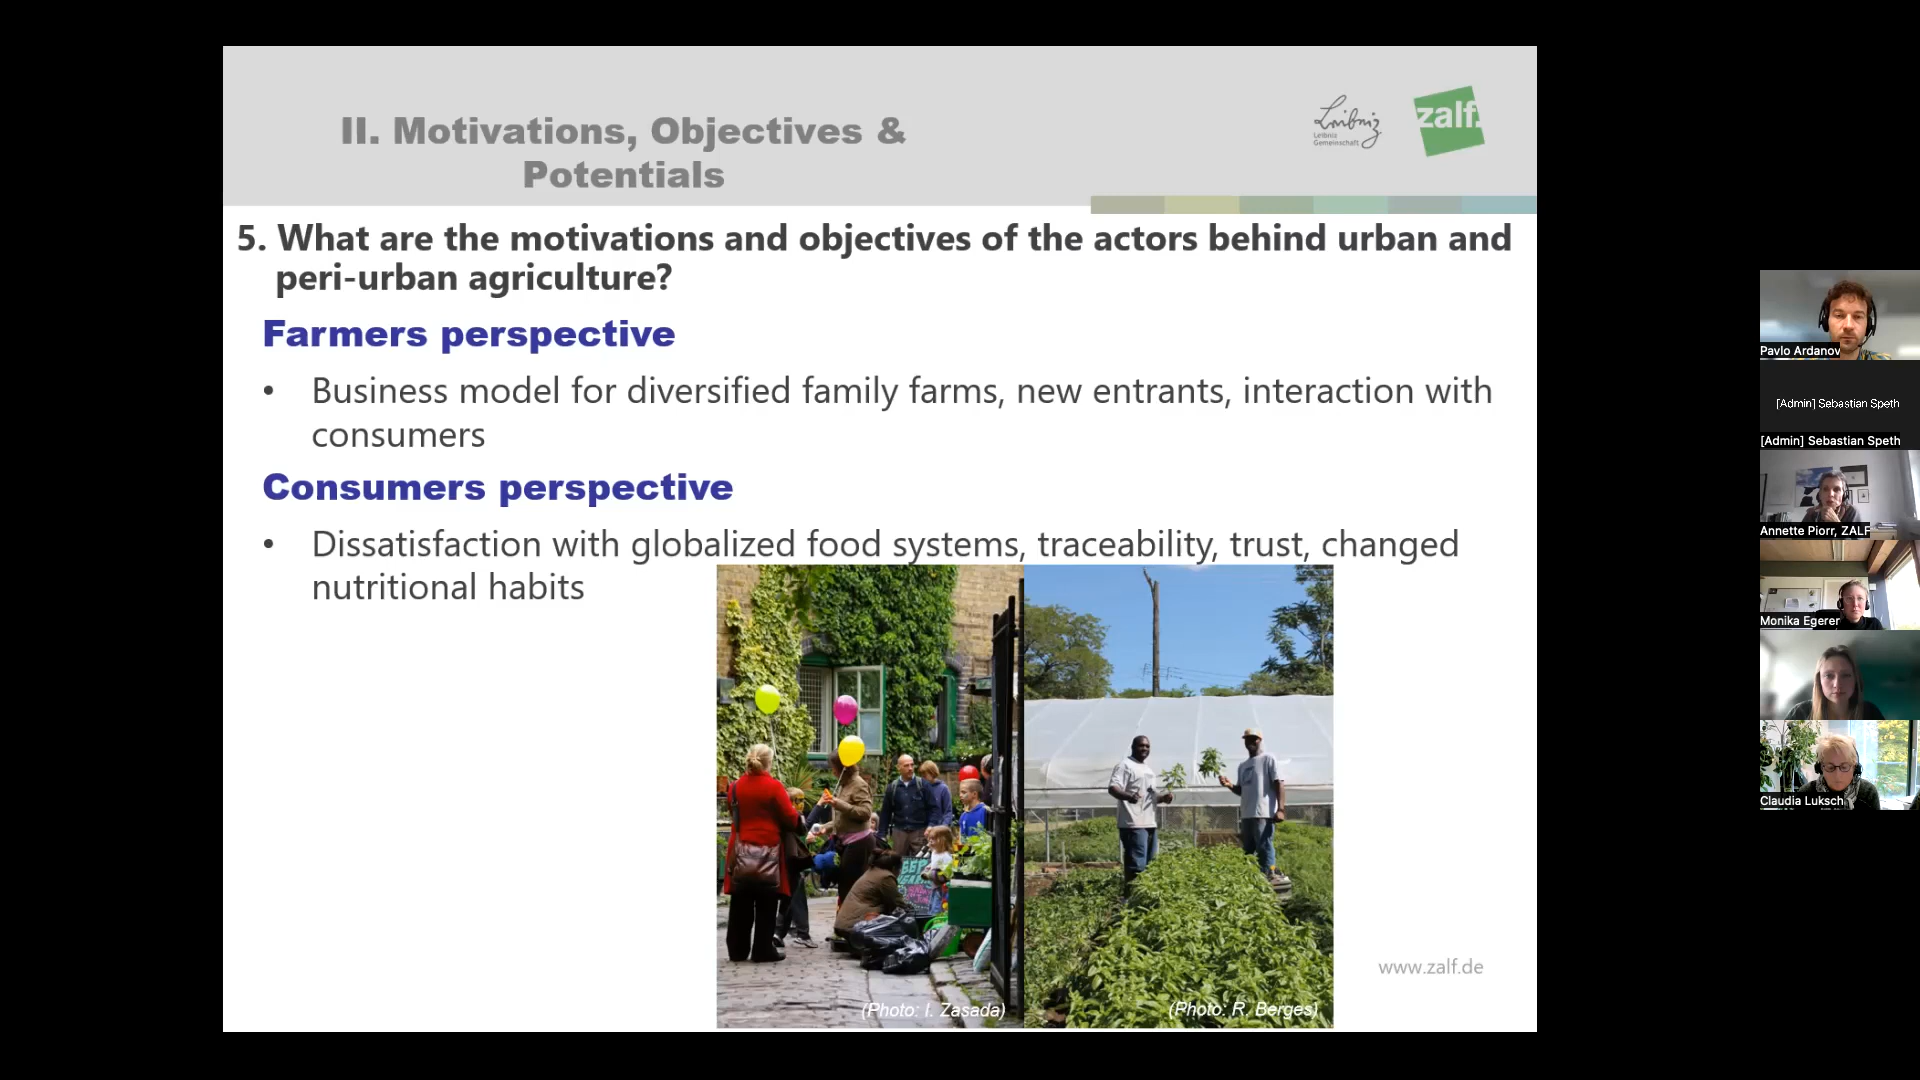 II. Motivations, Objectives &
Potentials
Leibniz
Leibniz
Gemeinschaft
zalf.
5. What are the motivations and objectives of the actors behind urban and
peri-urban agriculture?
Farmers perspective
• Business model for diversified family farms, new entrants, interaction with
consumers
Consumers perspective
• Dissatisfaction with globalized food systems, traceability, trust, changed
nutritional habits
(Photo: I. Zasada)
(Photo: R. Berges)
www.zalf.de
Pavlo Ardanov
[Admin] Sebastian Speth
[Admin] Sebastian Speth
Annette Piorr, ZALF
Monika Egerer
Claudia Luksch